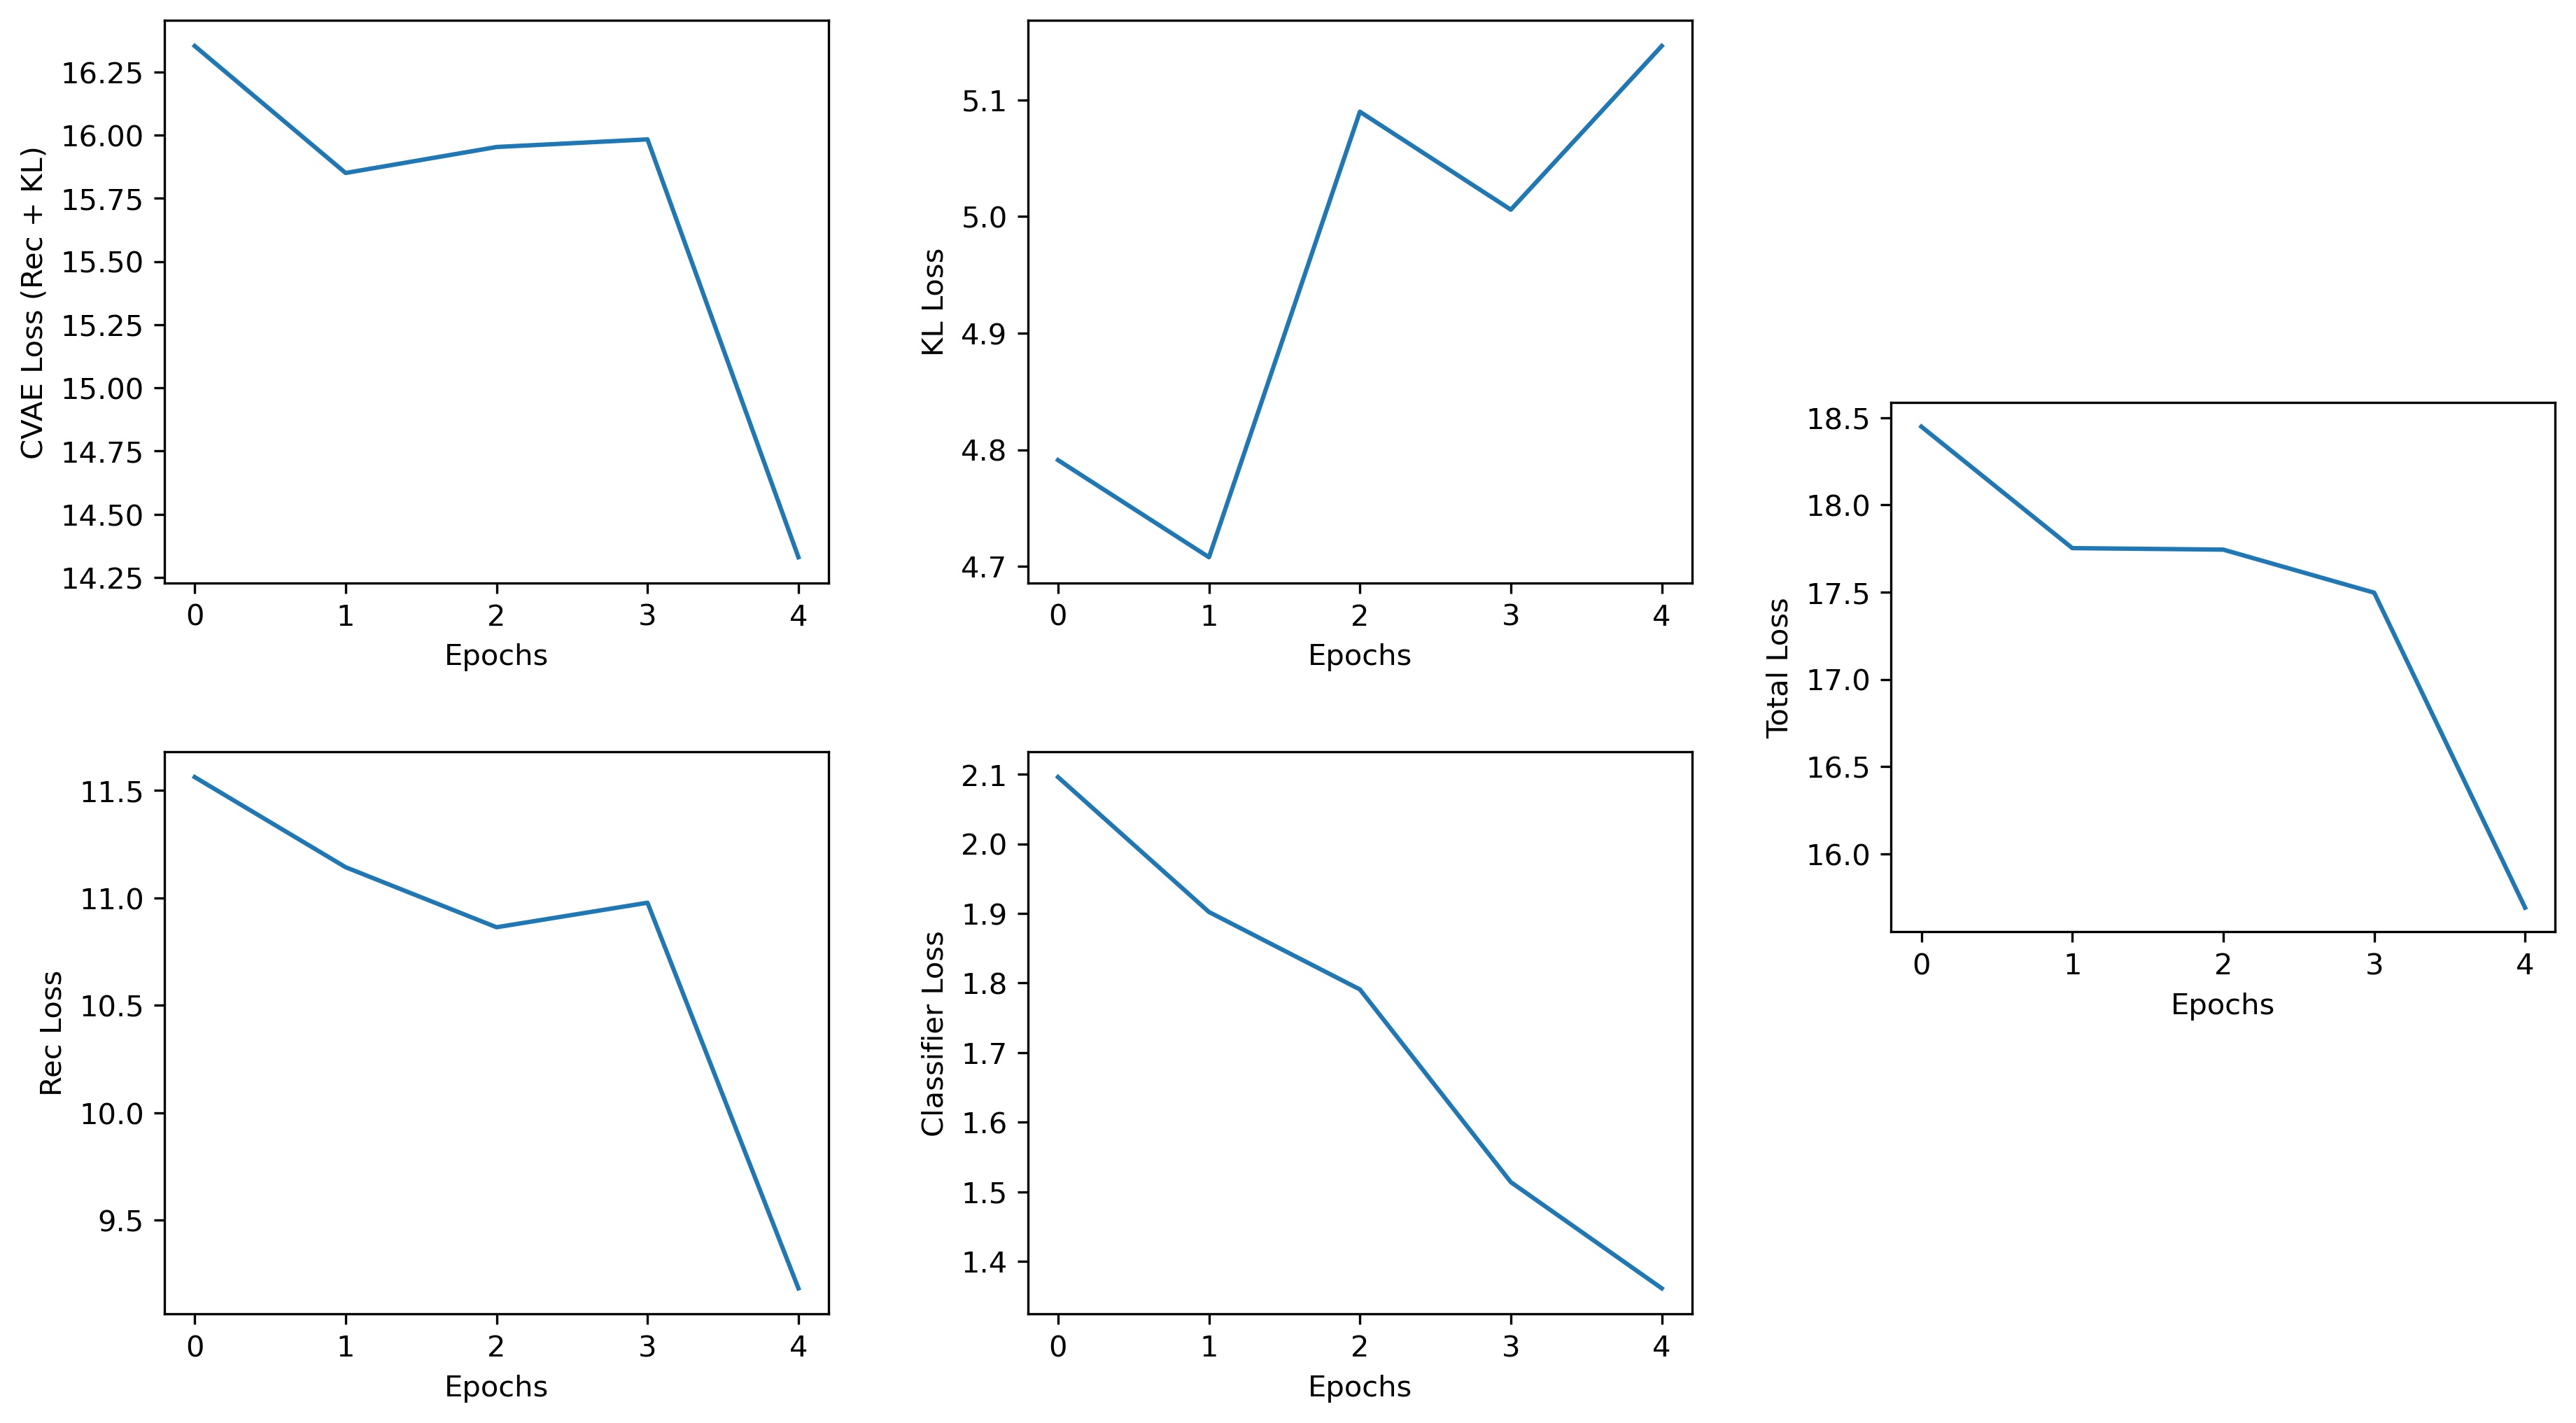 CVAE Loss (Rec + KL)
16.25
16.00
15.75
15.50
15.25
15.00
14.75
14.50
14.25
0 1 2 3 4
Epochs
KL Loss
5.1
5.0
4.9
4.8
4.7
0 1 2 3 4
Epochs
Rec Loss
11.5
11.0
10.5
10.0
9.5
0 1 2 3 4
Epochs
Classifier Loss
2.1
2.0
1.9
1.8
1.7
1.6
1.5
1.4
0 1 2 3 4
Epochs
Total Loss
18.5
18.0
17.5
17.0
16.5
16.0
0 1 2 3 4
Epochs